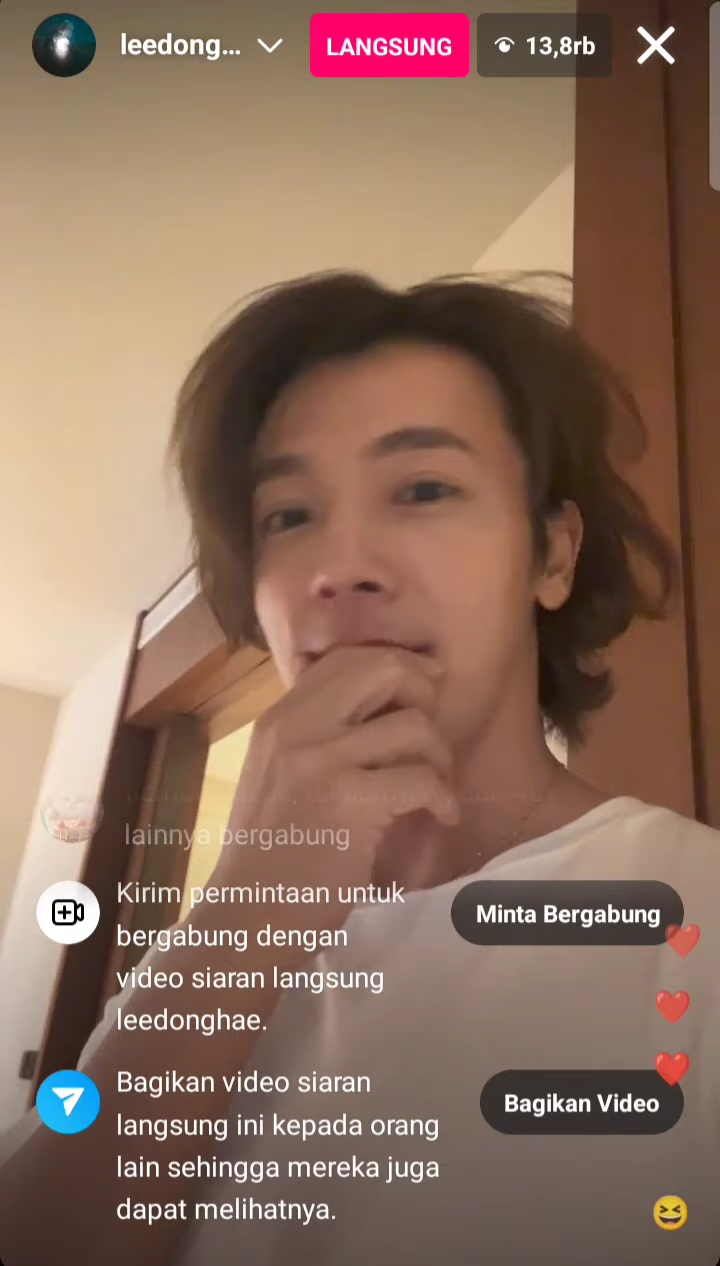 leedong...
LANGSUNG
13,8rb
lainnya bergabung
Kirim permintaan untuk
bergabung dengan
video siaran langsung
leedonghae.
Minta Bergabung
Bagikan video siaran
langsung ini kepada orang
lain sehingga mereka juga
dapat melihatnya.
Bagikan Video